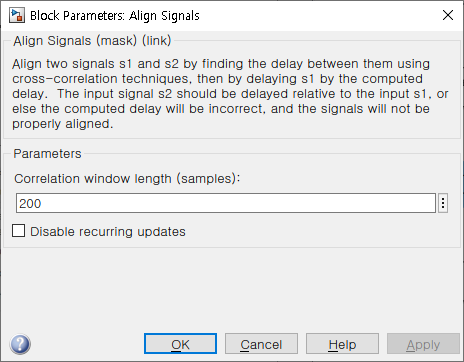 Block Parameters: Align Signals
Align Signals (mask) (link)
Align two signals s1 and s2 by finding the delay between them using
cross-correlation techniques, then by delaying s1 by the computed
delay.  The input signal s2 should be delayed relative to the input s1, or
else the computed delay will be incorrect, and the signals will not be
properly aligned.
Parameters
Correlation window length (samples):
200
Disable recurring updates
OK Cancel Help Apply